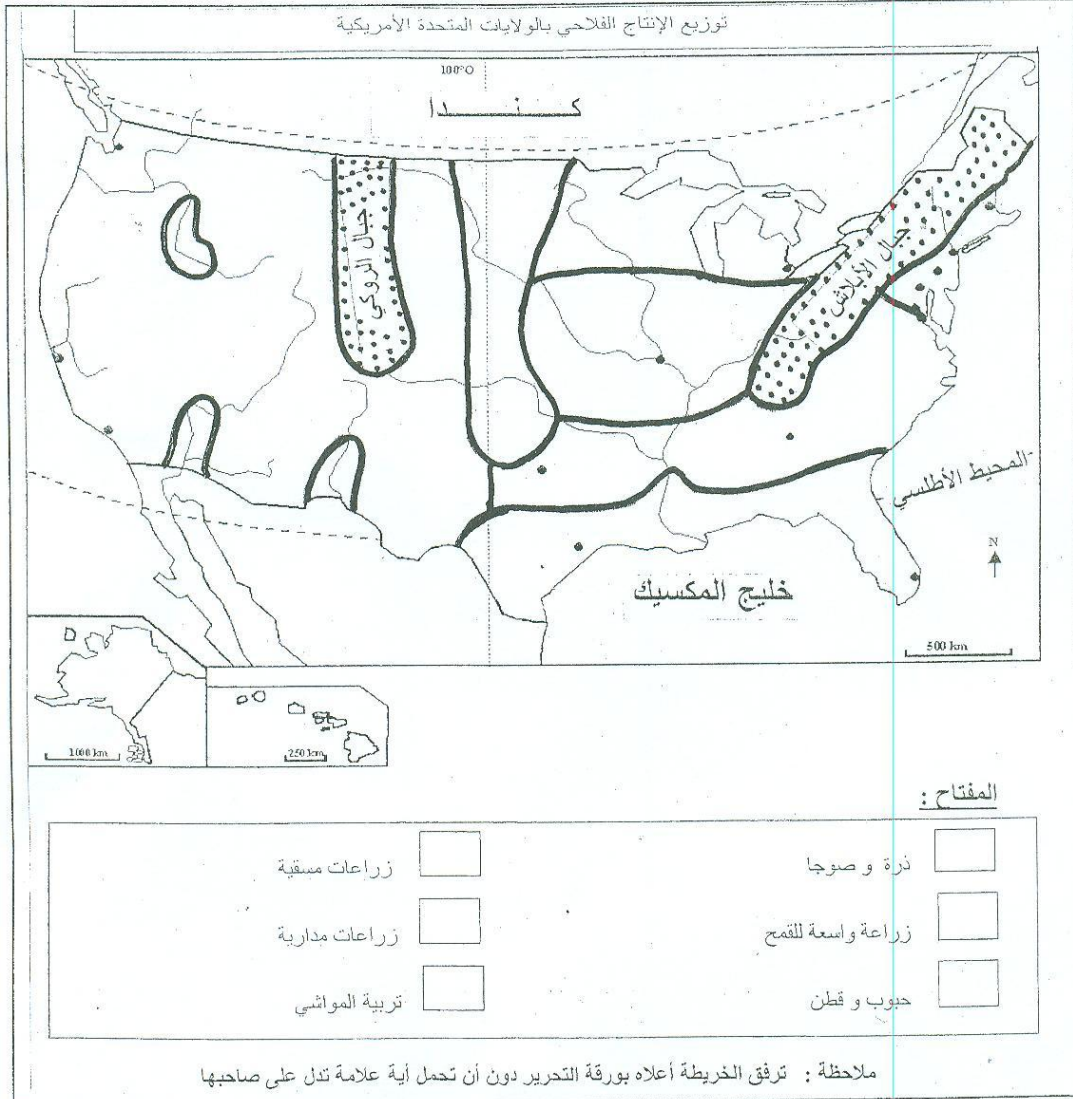 توزيع الإنتاج الفلاحي بالولايات المتحدة الأمريكية
100°O
كـــنـــــدا
جبال الروكي
جبال الأبلاش
المحيط الأطلسي
N
خليج المكسيك
500 km
1000 km
250 km
المفتاح :
ذرة و صوجا
زراعات مسقية
زراعة واسعة للقمح
زراعات مدارية
حبوب و قطن
تربية المواشي
ملاحظة : ترفق الخريطة أعلاه بورقة التحرير دون أن تحمل أية علامة تدل على صاحبها